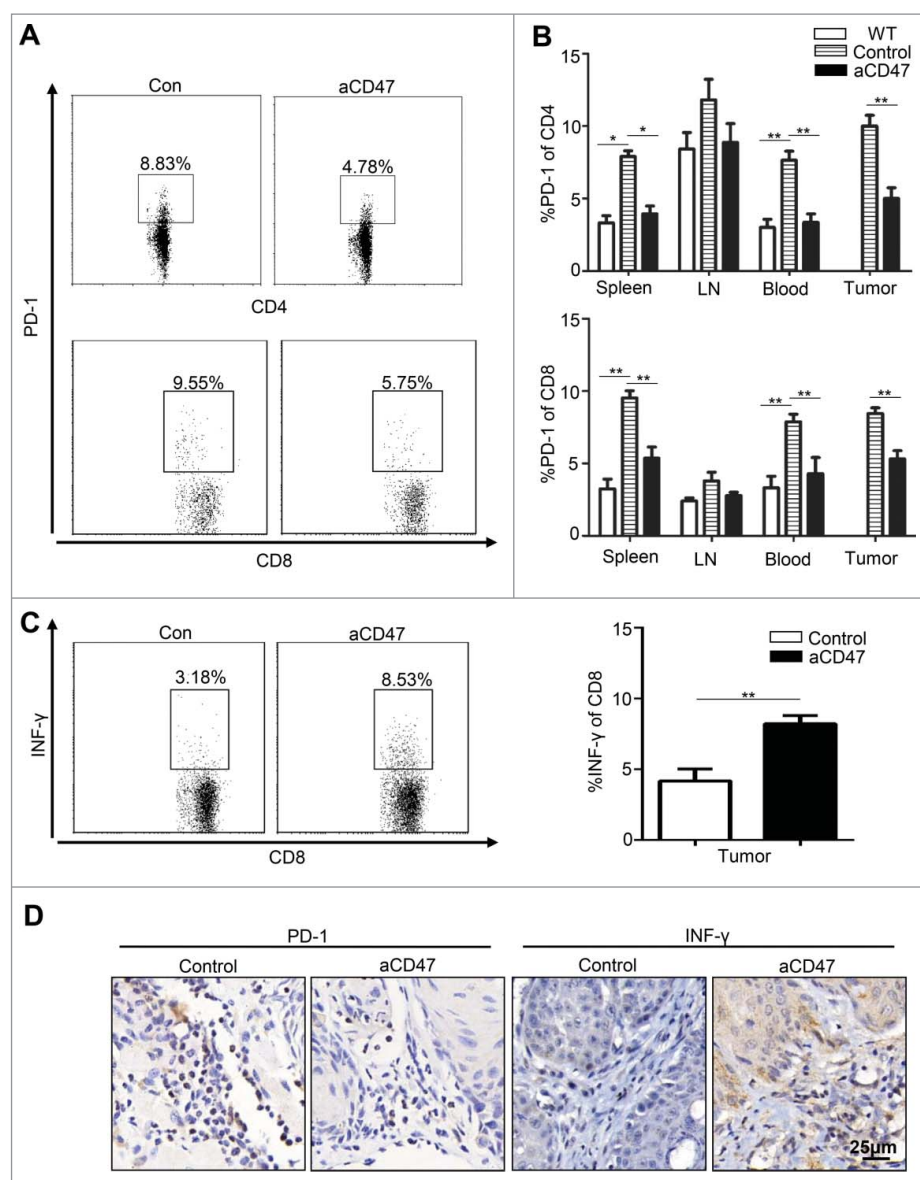 A
Con
aCD47
8.83%
4.78%
CD4
PD-1
9.55%
5.75%
CD8
B
WT
Control
aCD47
15
10
5
0
%PD-1 of CD4
* *
** **
**
Spleen LN Blood Tumor
15
10
5
0
%PD-1 of CD8
** **
** **
**
Spleen LN Blood Tumor
C
Con
aCD47
3.18%
8.53%
INF-γ
CD8
Control
aCD47
15
10
5
0
%INF-γ of CD8
**
Tumor
D
PD-1
INF-γ
Control
aCD47
Control
aCD47
25μm